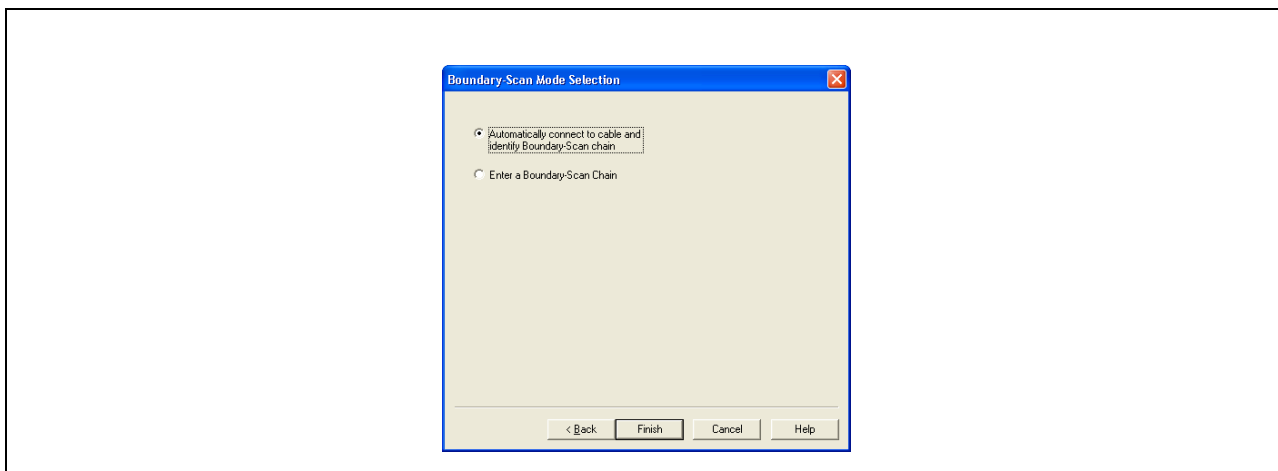 Boundary-Scan Mode Selection
Automatically connect to cable and
identify Boundary-Scan chain
Enter a Boundary-Scan Chain
< Back Finish Cancel Help